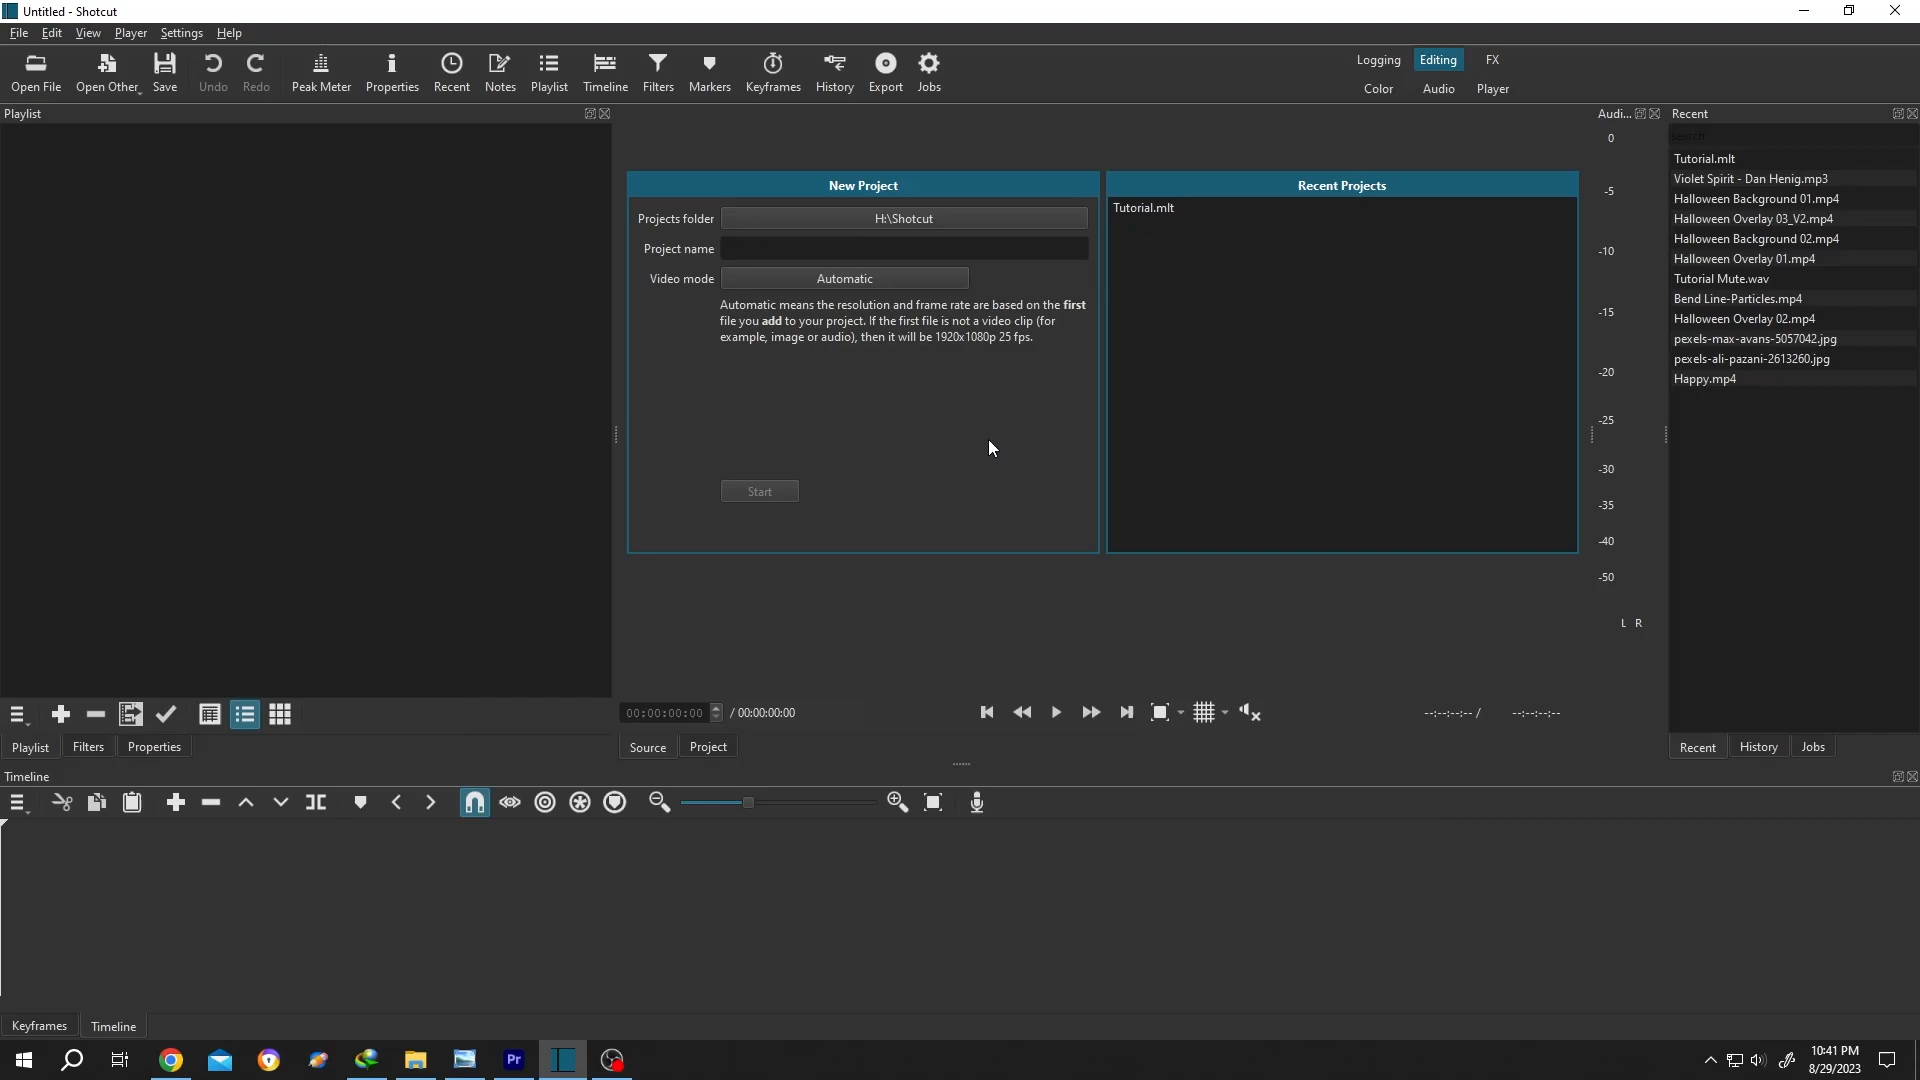 Untitled - Shotcut
File Edit View Player Settings Help
Open File Open Other Save Undo Redo Peak Meter Properties Recent Notes Playlist Timeline Filters Markers Keyframes History Export Jobs
Logging Editing FX
Color Audio Player
Playlist
Audi... Recent
search
0
-5
-10
-15
-20
-25
-30
-35
-40
-50
L R
New Project
Projects folder H:\Shotcut
Project name
Video mode Automatic
Automatic means the resolution and frame rate are based on the first
file you add to your project. If the first file is not a video clip (for
example, image or audio), then it will be 1920x1080p 25 fps.
Start
Recent Projects
Tutorial.mlt
Tutorial.mlt
Violet Spirit - Dan Henig.mp3
Halloween Background 01.mp4
Halloween Overlay 03_V2.mp4
Halloween Background 02.mp4
Halloween Overlay 01.mp4
Tutorial Mute.wav
Bend Line-Particles.mp4
Halloween Overlay 02.mp4
pexels-max-avans-5057042.jpg
pexels-ali-pazani-2613260.jpg
Happy.mp4
00:00:00:00 / 00:00:00:00
--:--:--:-- / --:--:--:--
Playlist Filters Properties
Source Project
Recent History Jobs
Timeline
Keyframes Timeline
Pr
10:41 PM
8/29/2023